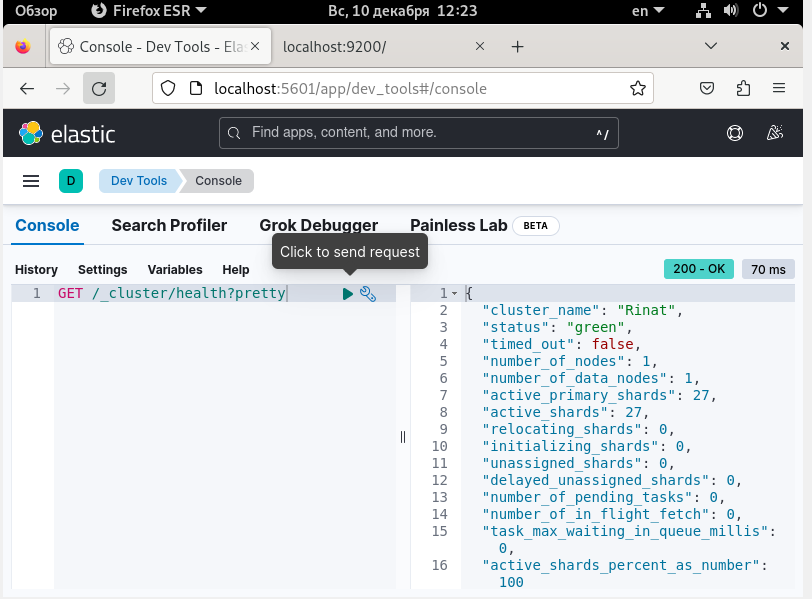 Обзор Firefox ESR Вс, 10 декабря 12:23 en
Console - Dev Tools - Ela localhost:9200/
localhost:5601/app/dev_tools#/console
elastic Find apps, content, and more. ^/
D Dev Tools Console
Console Search Profiler Grok Debugger Painless Lab BETA
Click to send request
History Settings Variables Help 200 - OK 70 ms
1 GET /_cluster/health?pretty
1 {
2 "cluster_name": "Rinat",
3 "status": "green",
4 "timed_out": false,
5 "number_of_nodes": 1,
6 "number_of_data_nodes": 1,
7 "active_primary_shards": 27,
8 "active_shards": 27,
9 "relocating_shards": 0,
10 "initializing_shards": 0,
11 "unassigned_shards": 0,
12 "delayed_unassigned_shards": 0,
13 "number_of_pending_tasks": 0,
14 "number_of_in_flight_fetch": 0,
15 "task_max_waiting_in_queue_millis":
0,
16 "active_shards_percent_as_number":
100